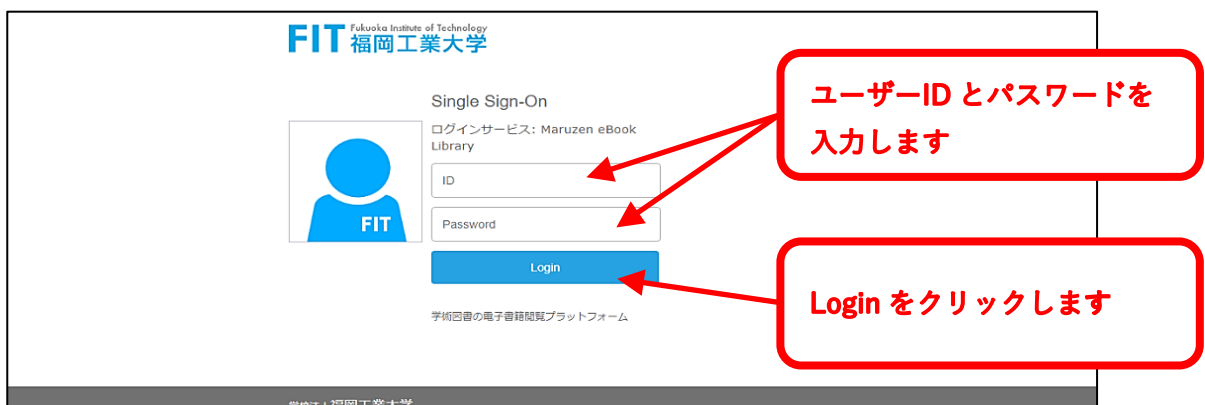 FIT Fukuoka Institute of Technology
福岡工業大学
Single Sign-On
ログインサービス: Maruzen eBook
Library
ID
Password
Login
FIT
学術図書の電子書籍閲覧プラットフォーム
ユーザーID とパスワードを
入力します
Login をクリックします
福岡工業大学